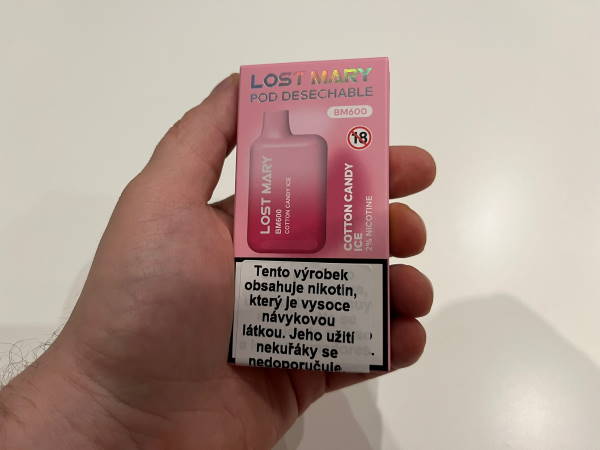 LOST MARY
POD DESECHABLE
BM600
18
LOST MARY
BM600
COTTON CANDY ICE
COTTON CANDY
ICE
2% NICOTINE
Tento výrobek
obsahuje nikotin,
který je vysoce
návykovou
látkou. Jeho užití
nekuřáky se
nedoporučuje.